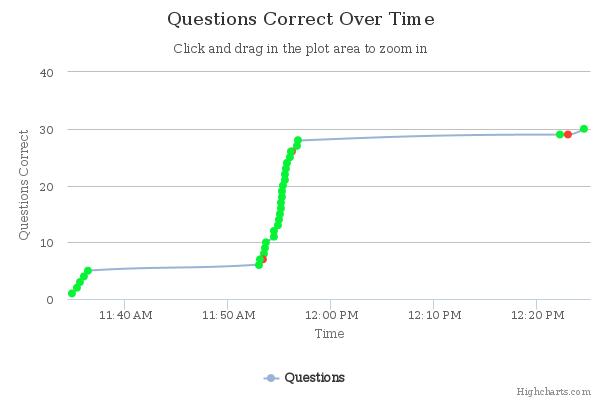 Questions Correct Over Time
Click and drag in the plot area to zoom in
Questions Correct
40
30
20
10
0
11:40 AM 11:50 AM 12:00 PM 12:10 PM 12:20 PM
Time
Questions
Highcharts.com